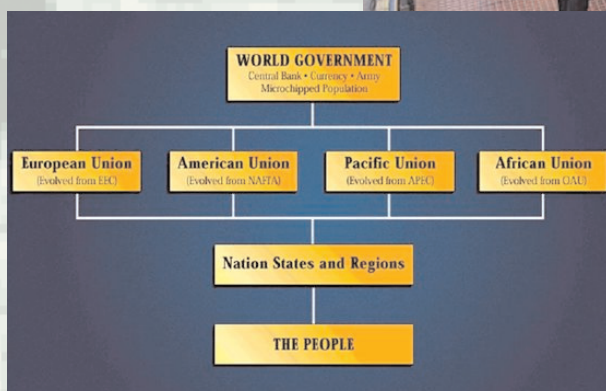 WORLD GOVERNMENT
Central Bank • Currency • Army
Microchipped Population
European Union
(Evolved from EEC)
American Union
(Evolved from NAFTA)
Pacific Union
(Evolved from APEC)
African Union
(Evolved from OAU)
Nation States and Regions
THE PEOPLE